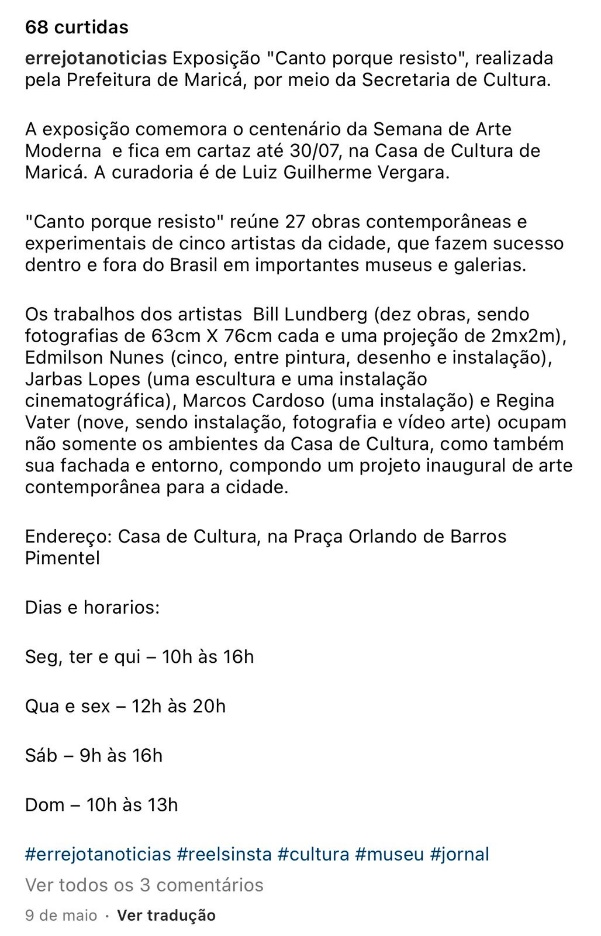 68 curtidas
errejotanoticias Exposição "Canto porque resisto", realizada
pela Prefeitura de Maricá, por meio da Secretaria de Cultura.
A exposição comemora o centenário da Semana de Arte
Moderna  e fica em cartaz até 30/07, na Casa de Cultura de
Maricá. A curadoria é de Luiz Guilherme Vergara.
"Canto porque resisto" reúne 27 obras contemporâneas e
experimentais de cinco artistas da cidade, que fazem sucesso
dentro e fora do Brasil em importantes museus e galerias.
Os trabalhos dos artistas  Bill Lundberg (dez obras, sendo
fotografias de 63cm X 76cm cada e uma projeção de 2mx2m),
Edmilson Nunes (cinco, entre pintura, desenho e instalação),
Jarbas Lopes (uma escultura e uma instalação
cinematográfica), Marcos Cardoso (uma instalação) e Regina
Vater (nove, sendo instalação, fotografia e vídeo arte) ocupam
não somente os ambientes da Casa de Cultura, como também
sua fachada e entorno, compondo um projeto inaugural de arte
contemporânea para a cidade.
Endereço: Casa de Cultura, na Praça Orlando de Barros
Pimentel
Dias e horarios:
Seg, ter e qui – 10h às 16h
Qua e sex – 12h às 20h
Sáb – 9h às 16h
Dom – 10h às 13h
#errejotanoticias #reelsinsta #cultura #museu #jornal
Ver todos os 3 comentários
9 de maio · Ver tradução